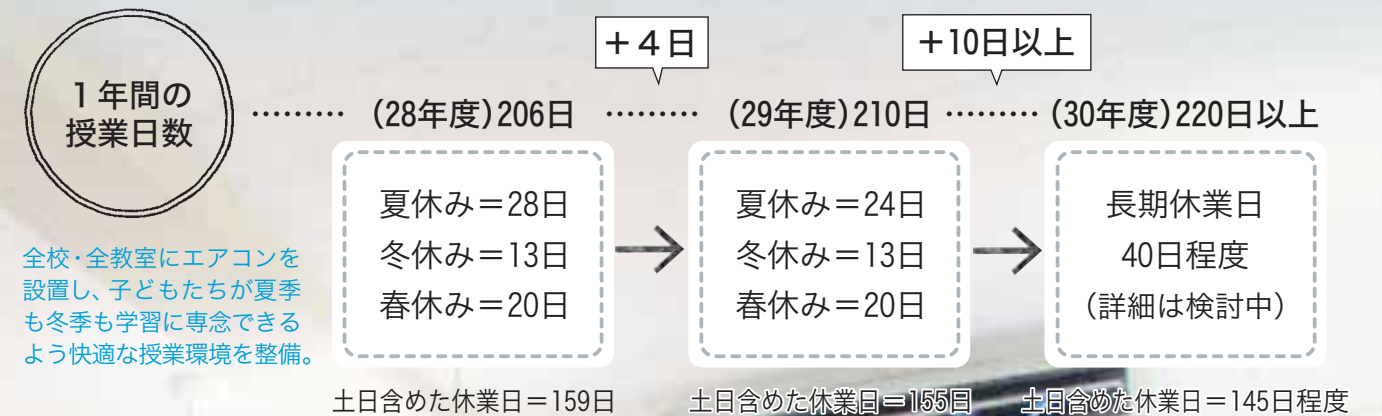 1年間の
授業日数
+4日
+10日以上
……… (28年度)206日 ……… (29年度)210日 ……… (30年度)220日以上
夏休み=28日
冬休み=13日
春休み=20日
→
夏休み=24日
冬休み=13日
春休み=20日
→
長期休業日
40日程度
(詳細は検討中)
全校・全教室にエアコンを
設置し、子どもたちが夏季
も冬季も学習に専念できる
よう快適な授業環境を整備。
土日含めた休業日=159日
土日含めた休業日=155日
土日含めた休業日=145日程度